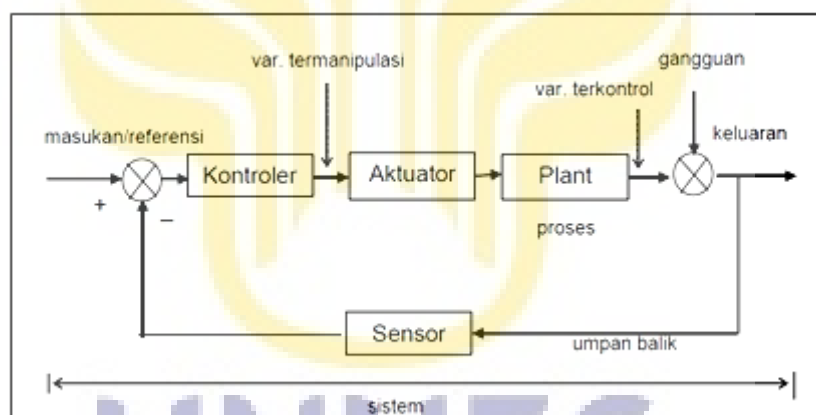 var. termanipulasi
gangguan
var. terkontrol
masukan/referensi
keluaran
Kontroler
Aktuator
Plant
+
–
proses
Sensor
umpan balik
sistem